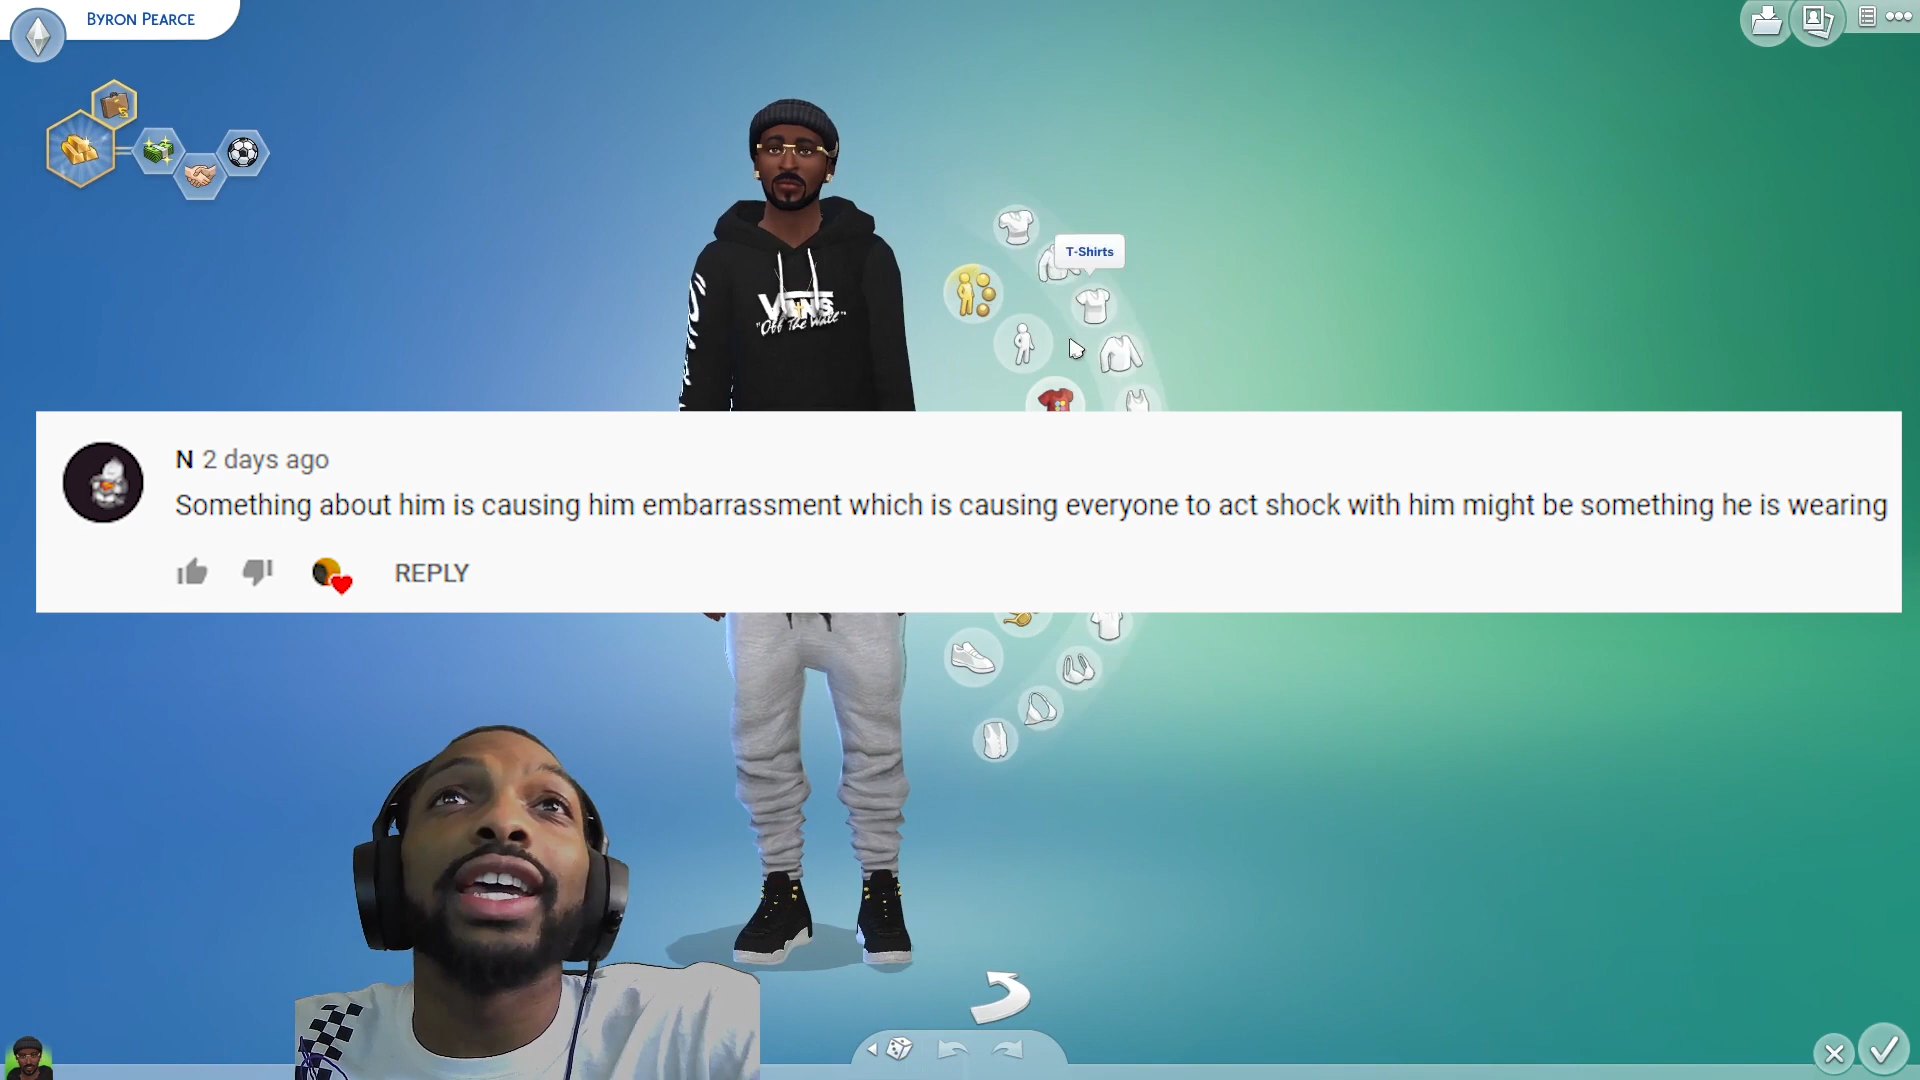 BYRON PEARCE
T-Shirts
VANS
"Off The Wall"
N 2 days ago
Something about him is causing him embarrassment which is causing everyone to act shock with him might be something he is wearing
REPLY